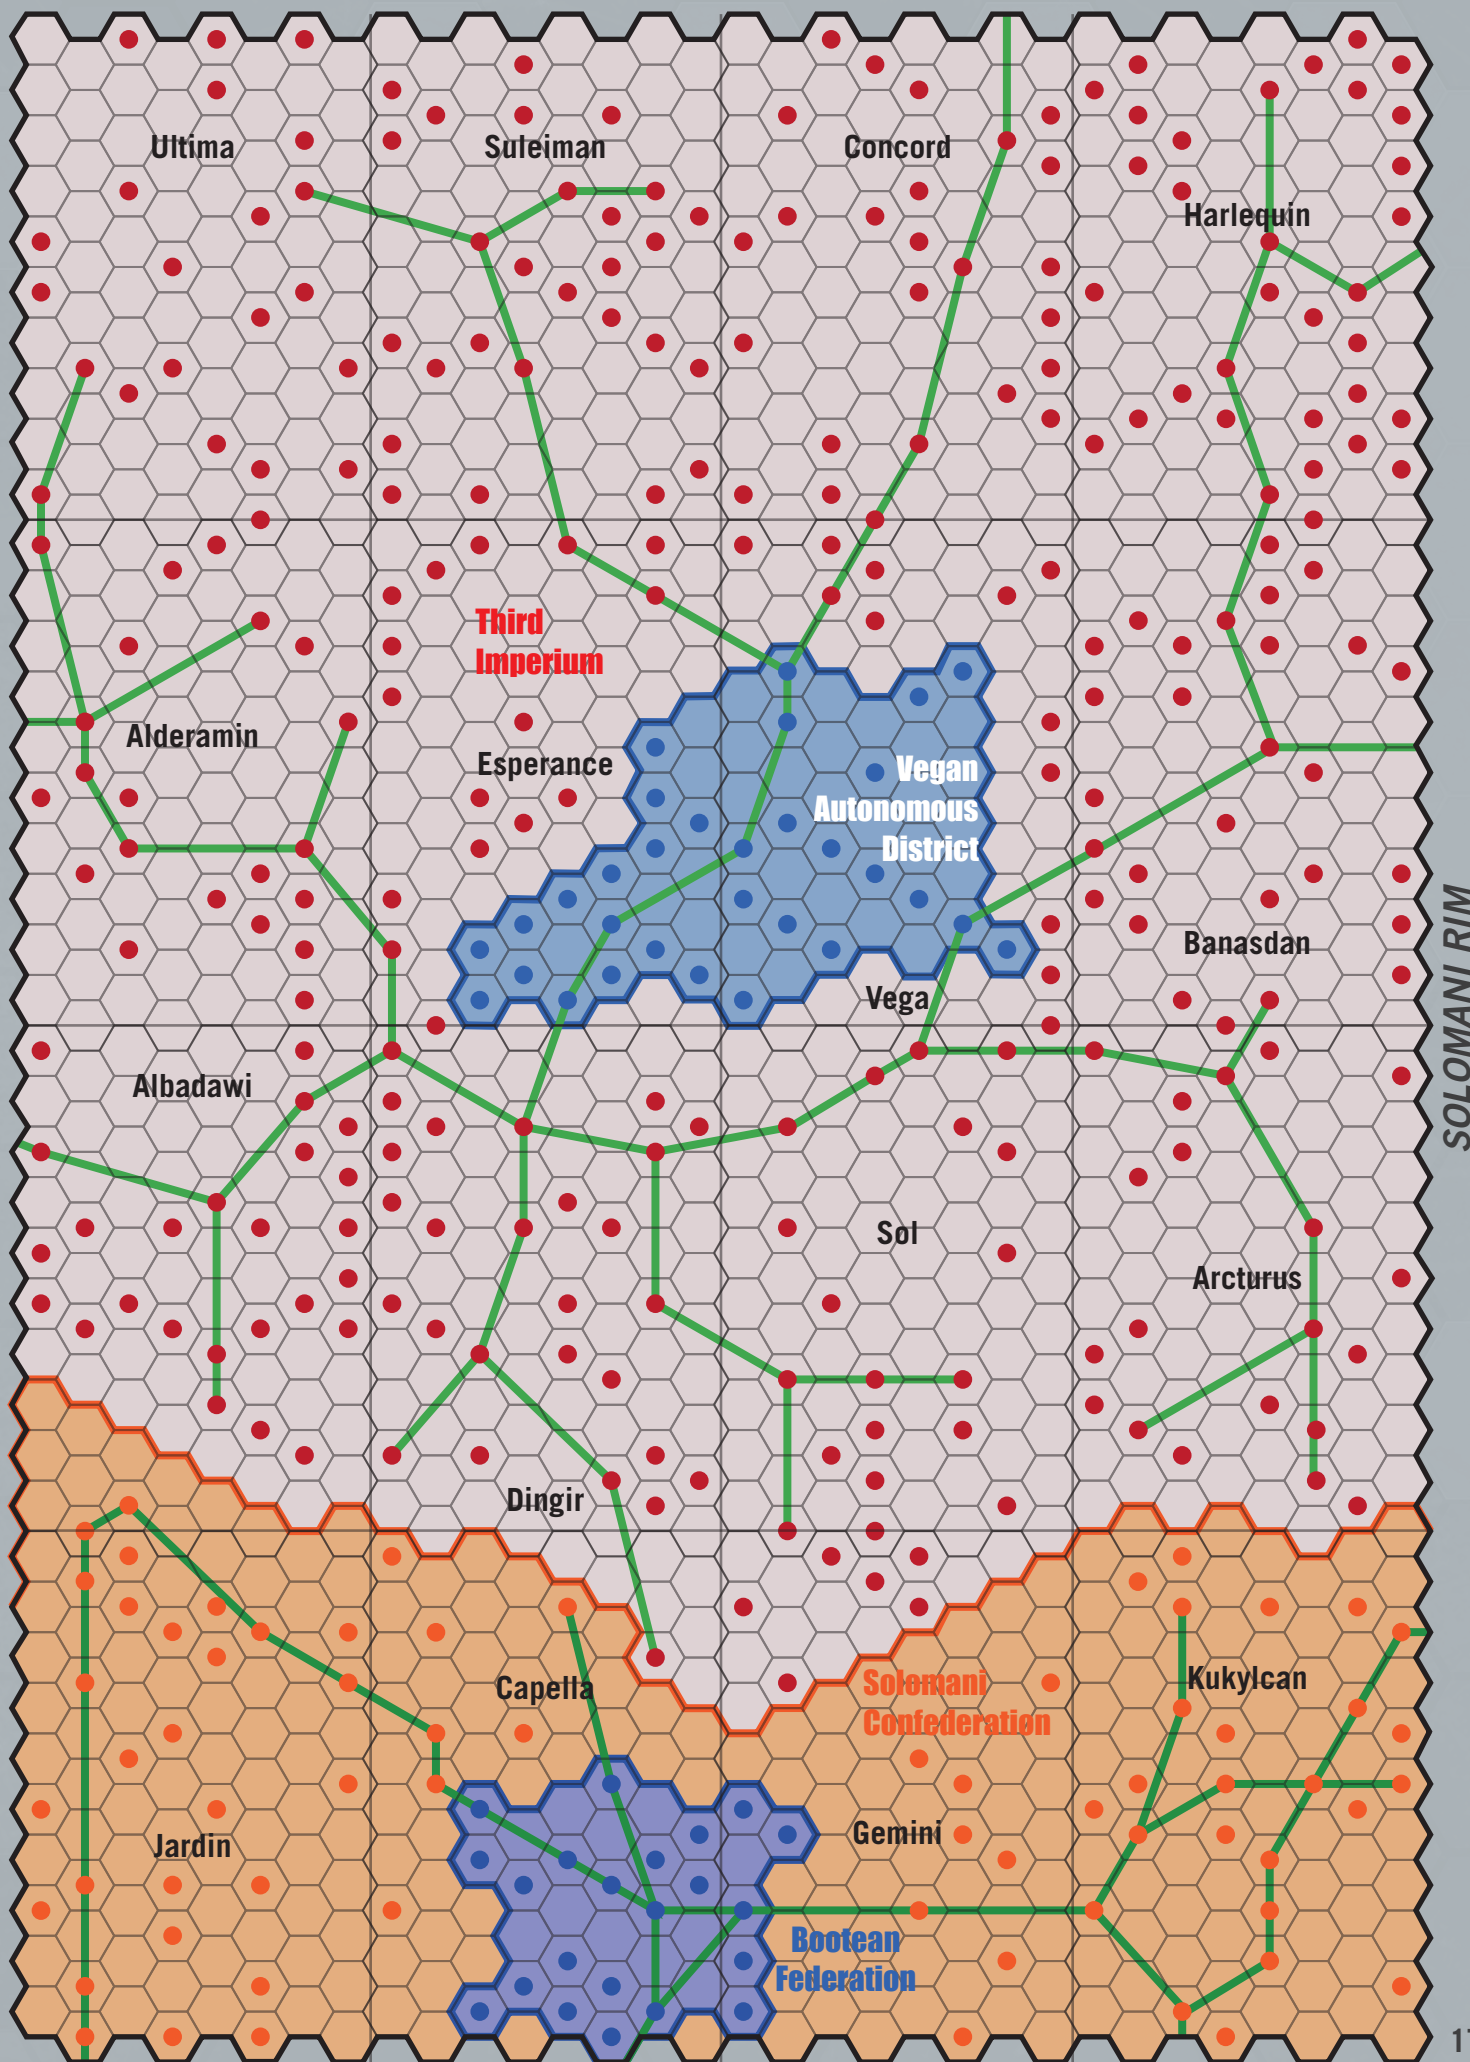 Ultima
Suleiman
Concord
Harlequin
Third
Imperium
Alderamin
Esperance
Vegan
Autonomous
District
Banasdan
SOLOMANI RIM
Vega
Albadawi
Sol
Arcturus
Dingir
Capella
Solomani
Confederation
Kukylcan
Jardin
Gemini
Bootean
Federation